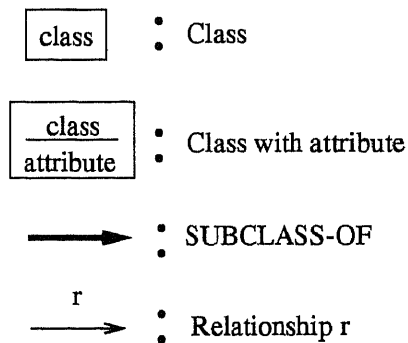 class : Class
class
attribute : Class with attribute
: SUBCLASS-OF
r
: Relationship r